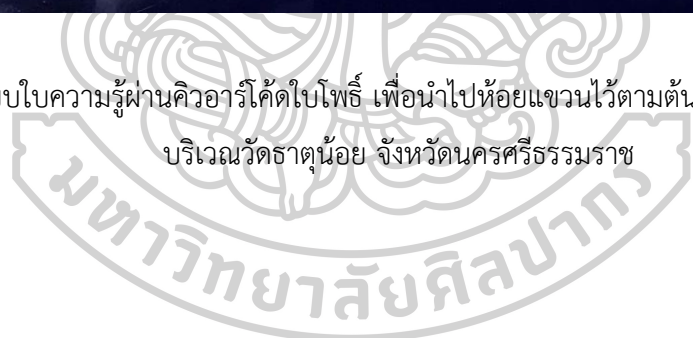 บใบความรู้ผ่านคิวอาร์โค้ดใบโพธิ์ เพื่อนำไปห้อยแขวนไว้ตามต้น
บริเวณวัดธาตุน้อย จังหวัดนครศรีธรรมราช
มหาวิทยาลัยศิลปากร